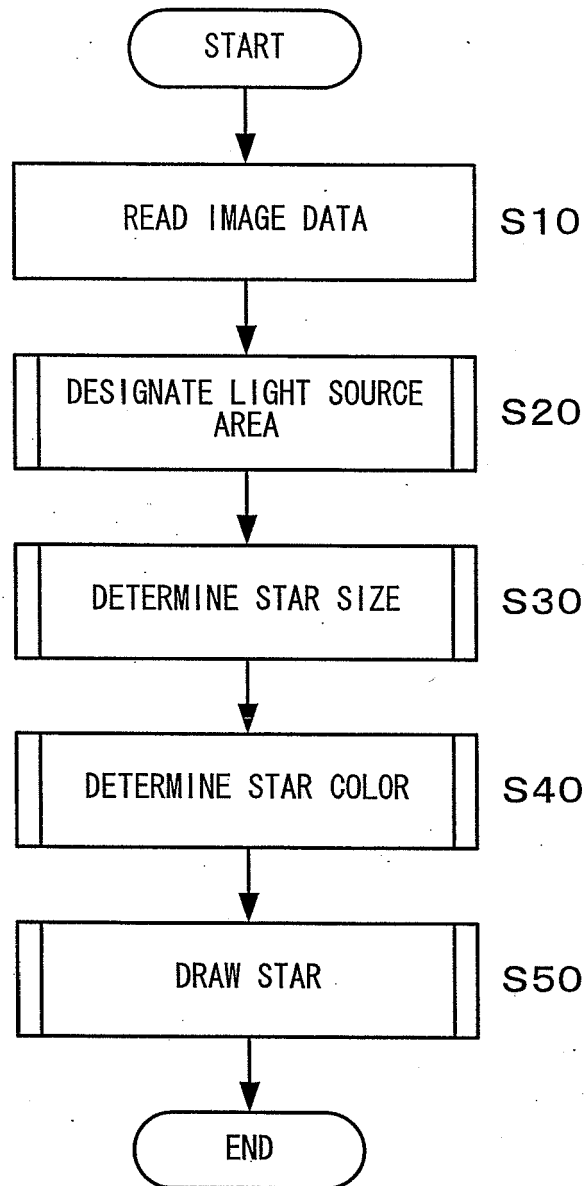 START
READ IMAGE DATA
S10
DESIGNATE LIGHT SOURCE
AREA
S20
DETERMINE STAR SIZE
S30
DETERMINE STAR COLOR
S40
DRAW STAR
S50
END